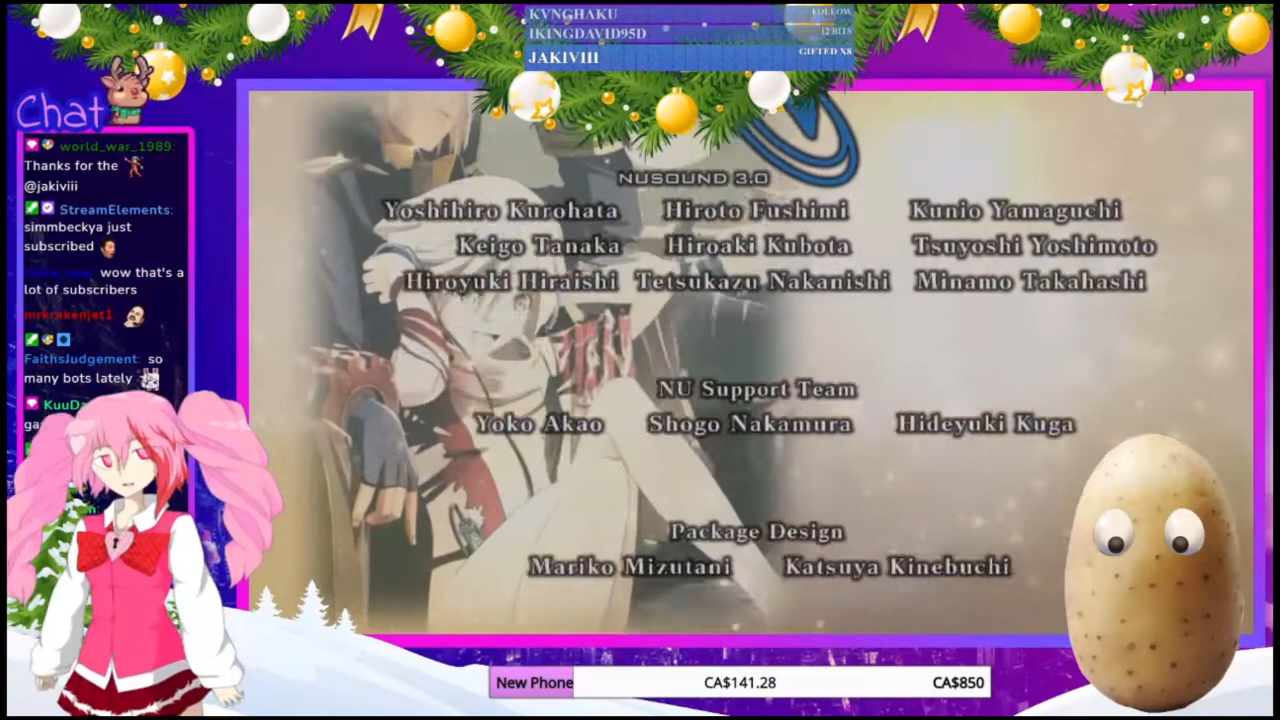 KVNGHAKU FOLLOW
IKINGDAVID95D 12 BITS
JAKIVIII GIFTED X8
Chat
world_war_1989:
Thanks for the
@jakiviii
StreamElements:
simmbeckya just
subscribed
wow that's a
lot of subscribers
mrkrakenjet1
FaithsJudgement: so
many bots lately
NUSOUND 3.0
Yoshihiro Kurohata Hiroto Fushimi Kunio Yamaguchi
Keigo Tanaka Hiroaki Kubota Tsuyoshi Yoshimoto
Hiroyuki Hiraishi Tetsukazu Nakanishi Minamo Takahashi
NU Support Team
Yoko Akao Shogo Nakamura Hideyuki Kuga
Package Design
Mariko Mizutani Katsuya Kinebuchi
New Phone CA$141.28 CA$850